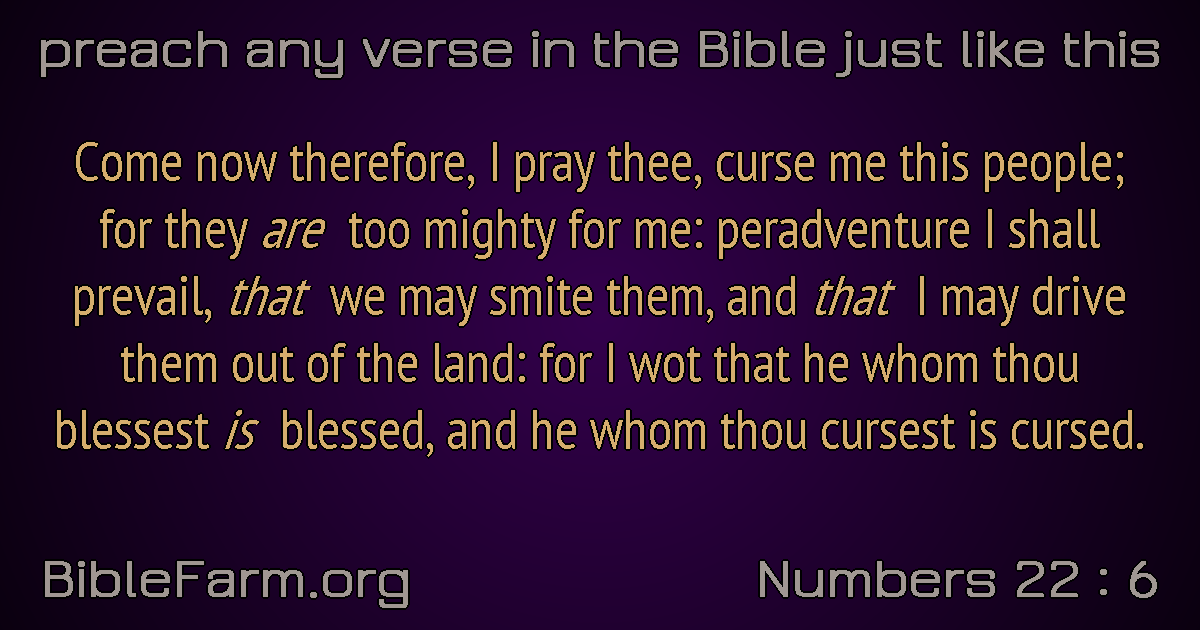 preach any verse in the Bible just like this
Come now therefore, I pray thee, curse me this people;
for they are too mighty for me: peradventure I shall
prevail, that we may smite them, and that I may drive
them out of the land: for I wot that he whom thou
blessest is blessed, and he whom thou cursest is cursed.
BibleFarm.org
Numbers 22 : 6